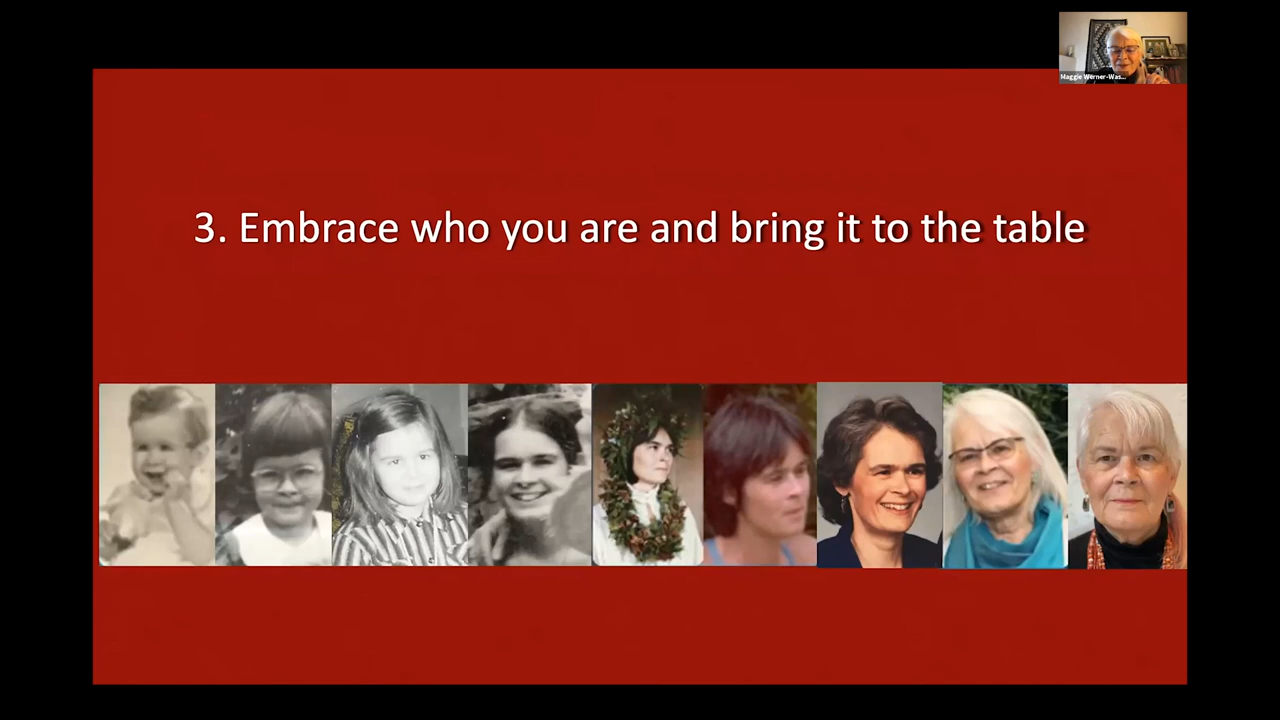 Maggie Werner-Was...
3. Embrace who you are and bring it to the table